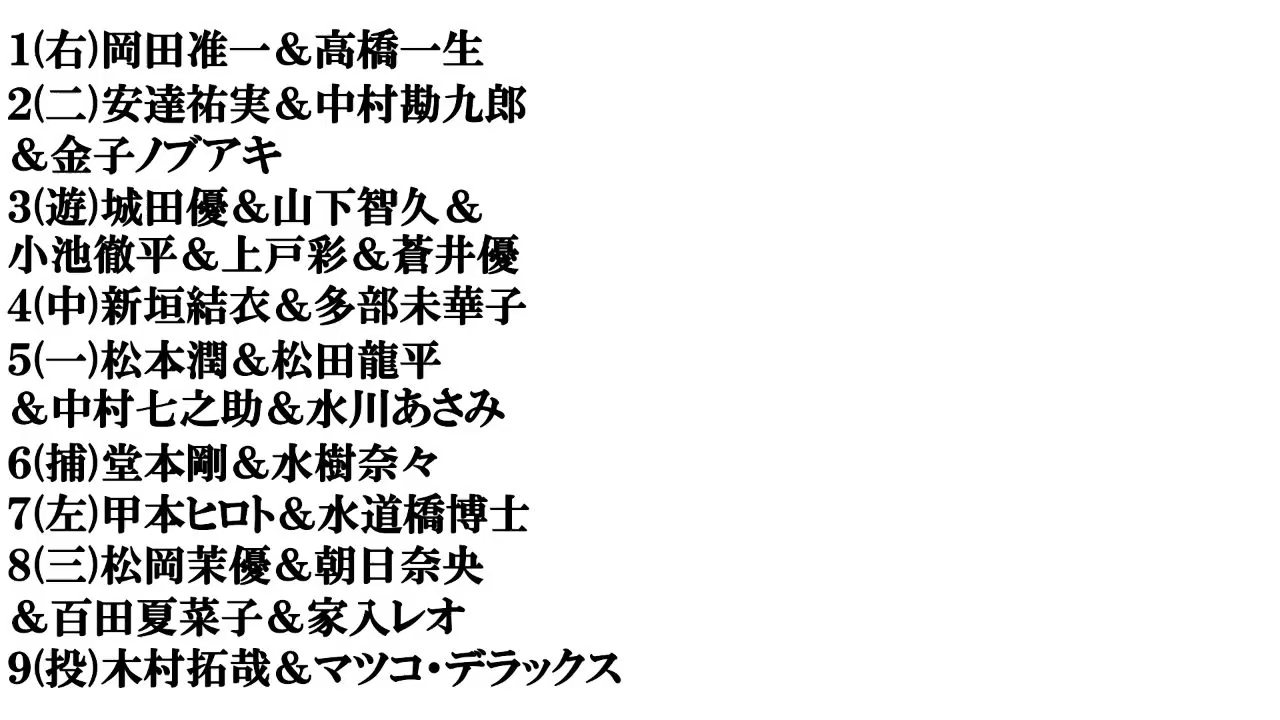 1(右)岡田准一＆高橋一生
2(二)安達祐実＆中村勘九郎
＆金子ノブアキ
3(遊)城田優＆山下智久＆
小池徹平＆上戸彩＆蒼井優
4(中)新垣結衣＆多部未華子
5(一)松本潤＆松田龍平
＆中村七之助＆水川あさみ
6(捕)堂本剛＆水樹奈々
7(左)甲本ヒロト＆水道橋博士
8(三)松岡茉優＆朝日奈央
＆百田夏菜子＆家入レオ
9(投)木村拓哉＆マツコ・デラックス